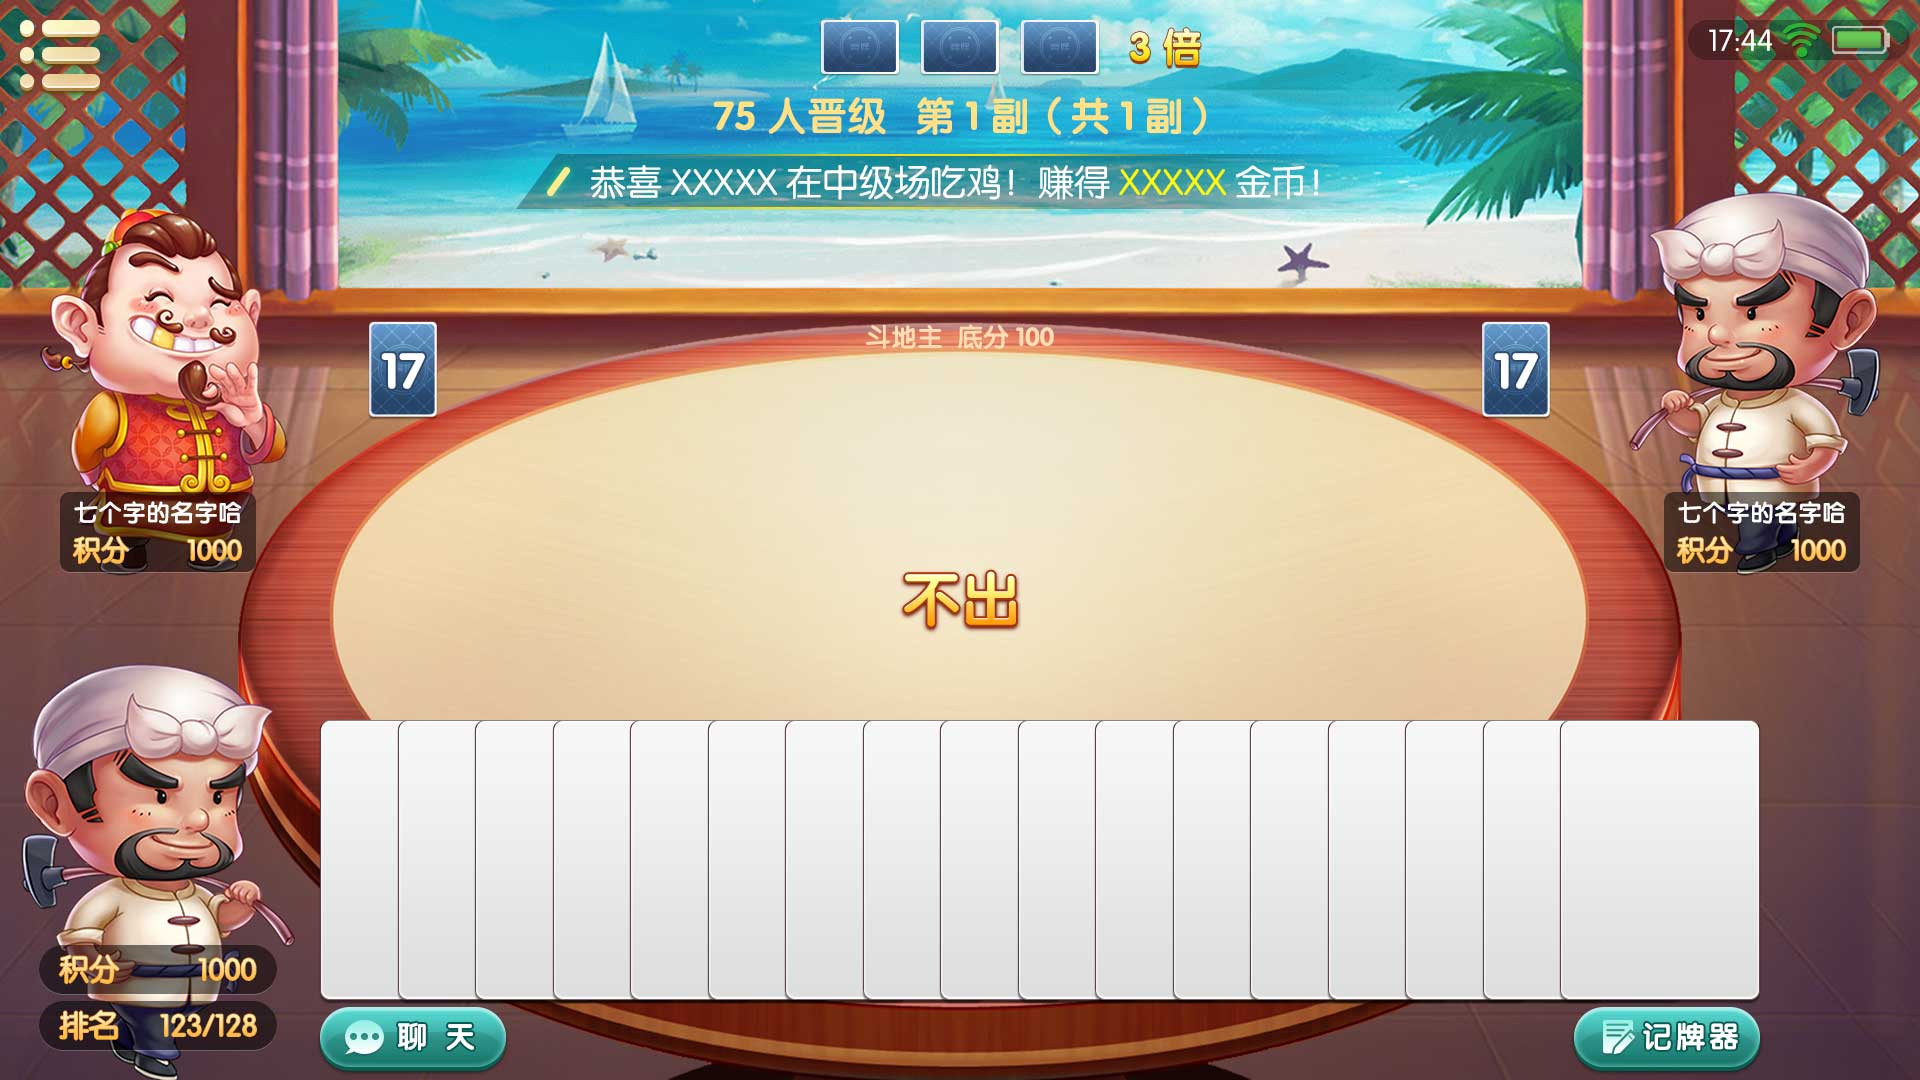 3 倍
17:44
75 人晋级 第 1 副（共 1 副）
恭喜 XXXXX 在中级场吃鸡！赚得 XXXXX 金币！
斗地主 底分 100
17
17
七个字的名字哈
积分 1000
七个字的名字哈
积分 1000
不出
积分 1000
排名 123/128
聊 天
记牌器